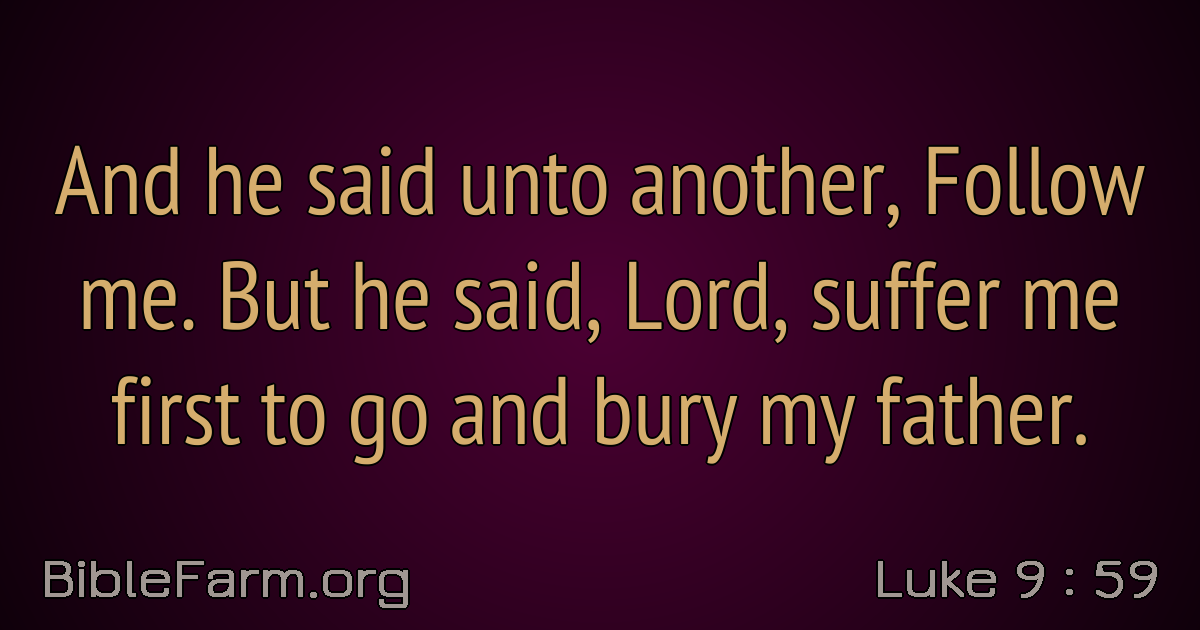 And he said unto another, Follow
me. But he said, Lord, suffer me
first to go and bury my father.
BibleFarm.org
Luke 9 : 59